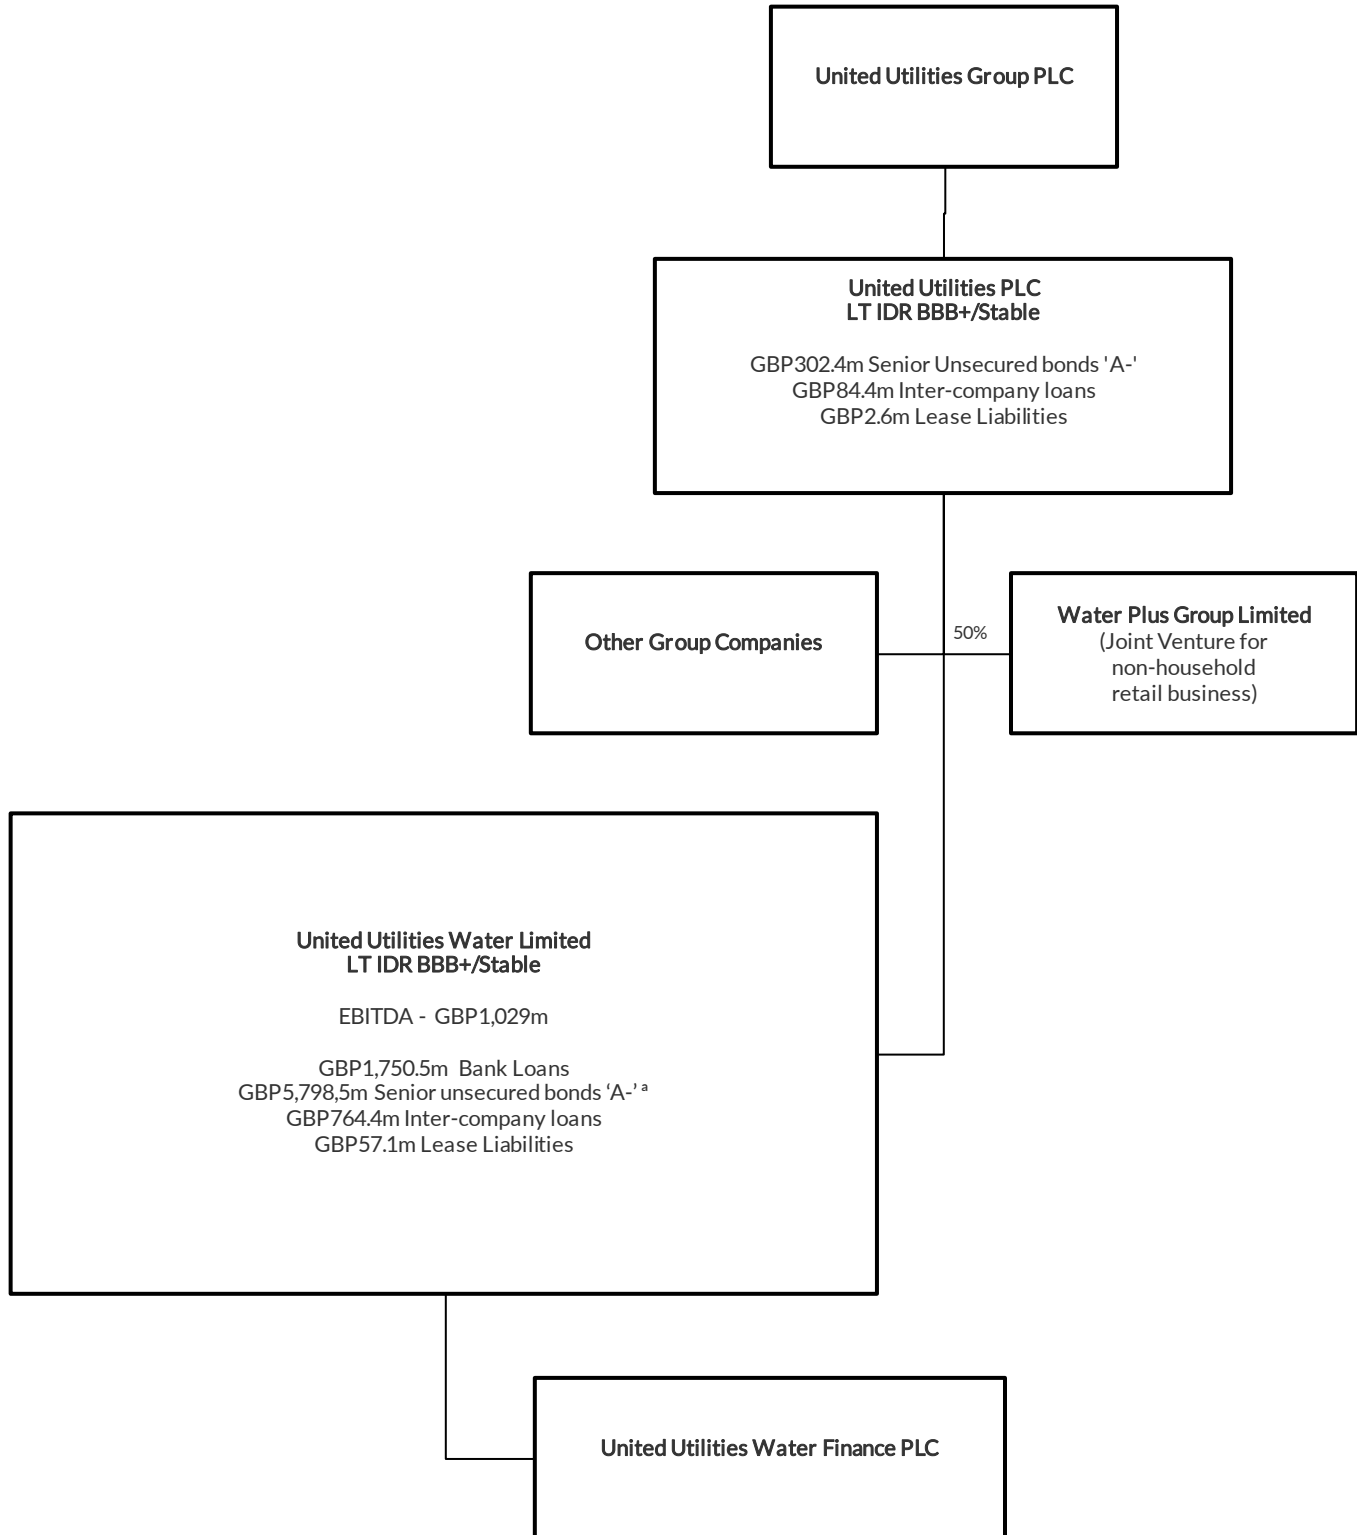 United Utilities Group PLC
United Utilities PLC
LT IDR BBB+/Stable
GBP302.4m Senior Unsecured bonds 'A-'
GBP84.4m Inter-company loans
GBP2.6m Lease Liabilities
Other Group Companies
50%
Water Plus Group Limited
(Joint Venture for
non-household
retail business)
United Utilities Water Limited
LT IDR BBB+/Stable
EBITDA - GBP1,029m
GBP1,750.5m Bank Loans
GBP5,798,5m Senior unsecured bonds ‘A-’ ª
GBP764.4m Inter-company loans
GBP57.1m Lease Liabilities
United Utilities Water Finance PLC